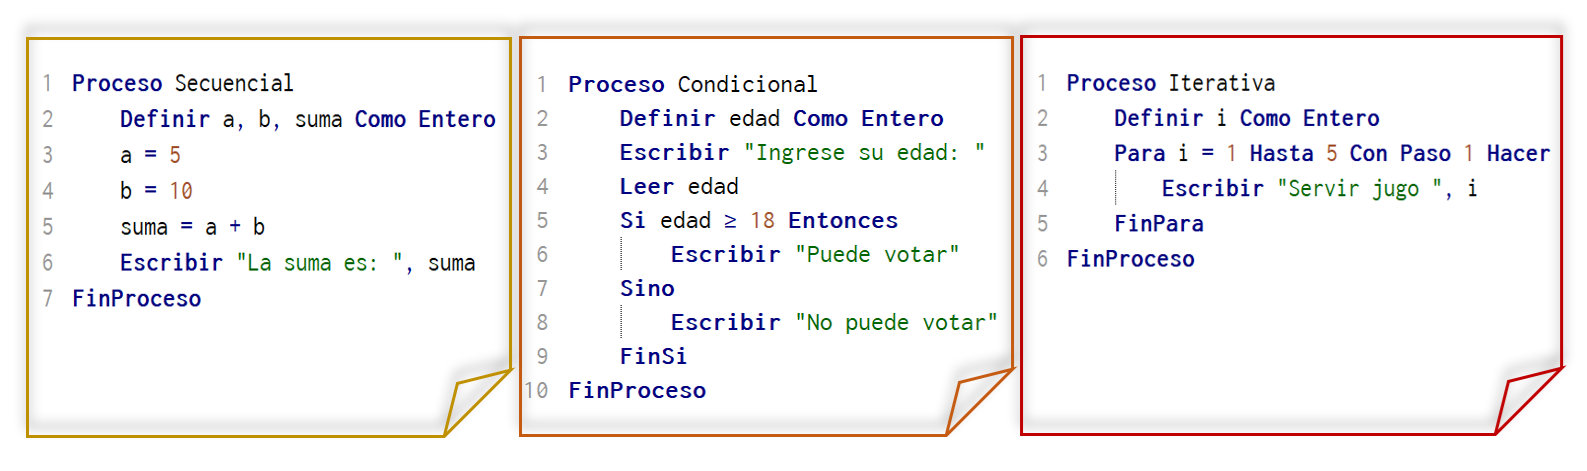 1 Proceso Secuencial
2 Definir a, b, suma Como Entero
3 a = 5
4 b = 10
5 suma = a + b
6 Escribir "La suma es: ", suma
7 FinProceso
1 Proceso Condicional
2 Definir edad Como Entero
3 Escribir "Ingrese su edad: "
4 Leer edad
5 Si edad ≥ 18 Entonces
6 Escribir "Puede votar"
7 Sino
8 Escribir "No puede votar"
9 FinSi
10 FinProceso
1 Proceso Iterativa
2 Definir i Como Entero
3 Para i = 1 Hasta 5 Con Paso 1 Hacer
4 Escribir "Servir jugo ", i
5 FinPara
6 FinProceso